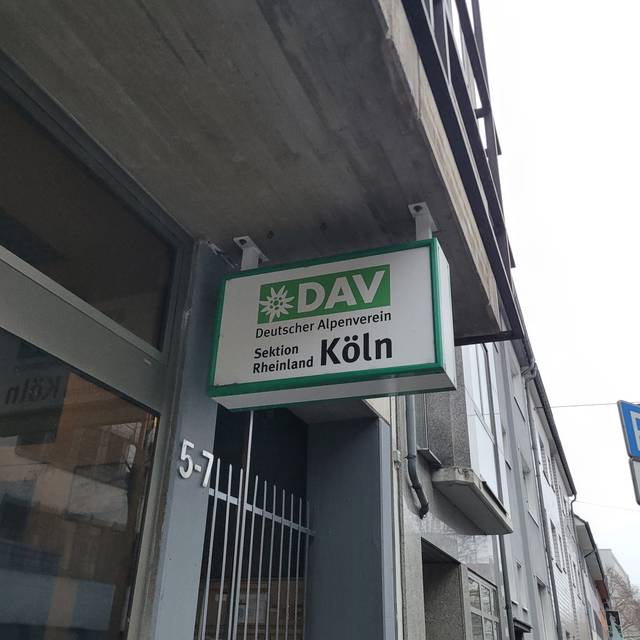 DAV
Deutscher Alpenverein
Sektion
Rheinland Köln
5-7